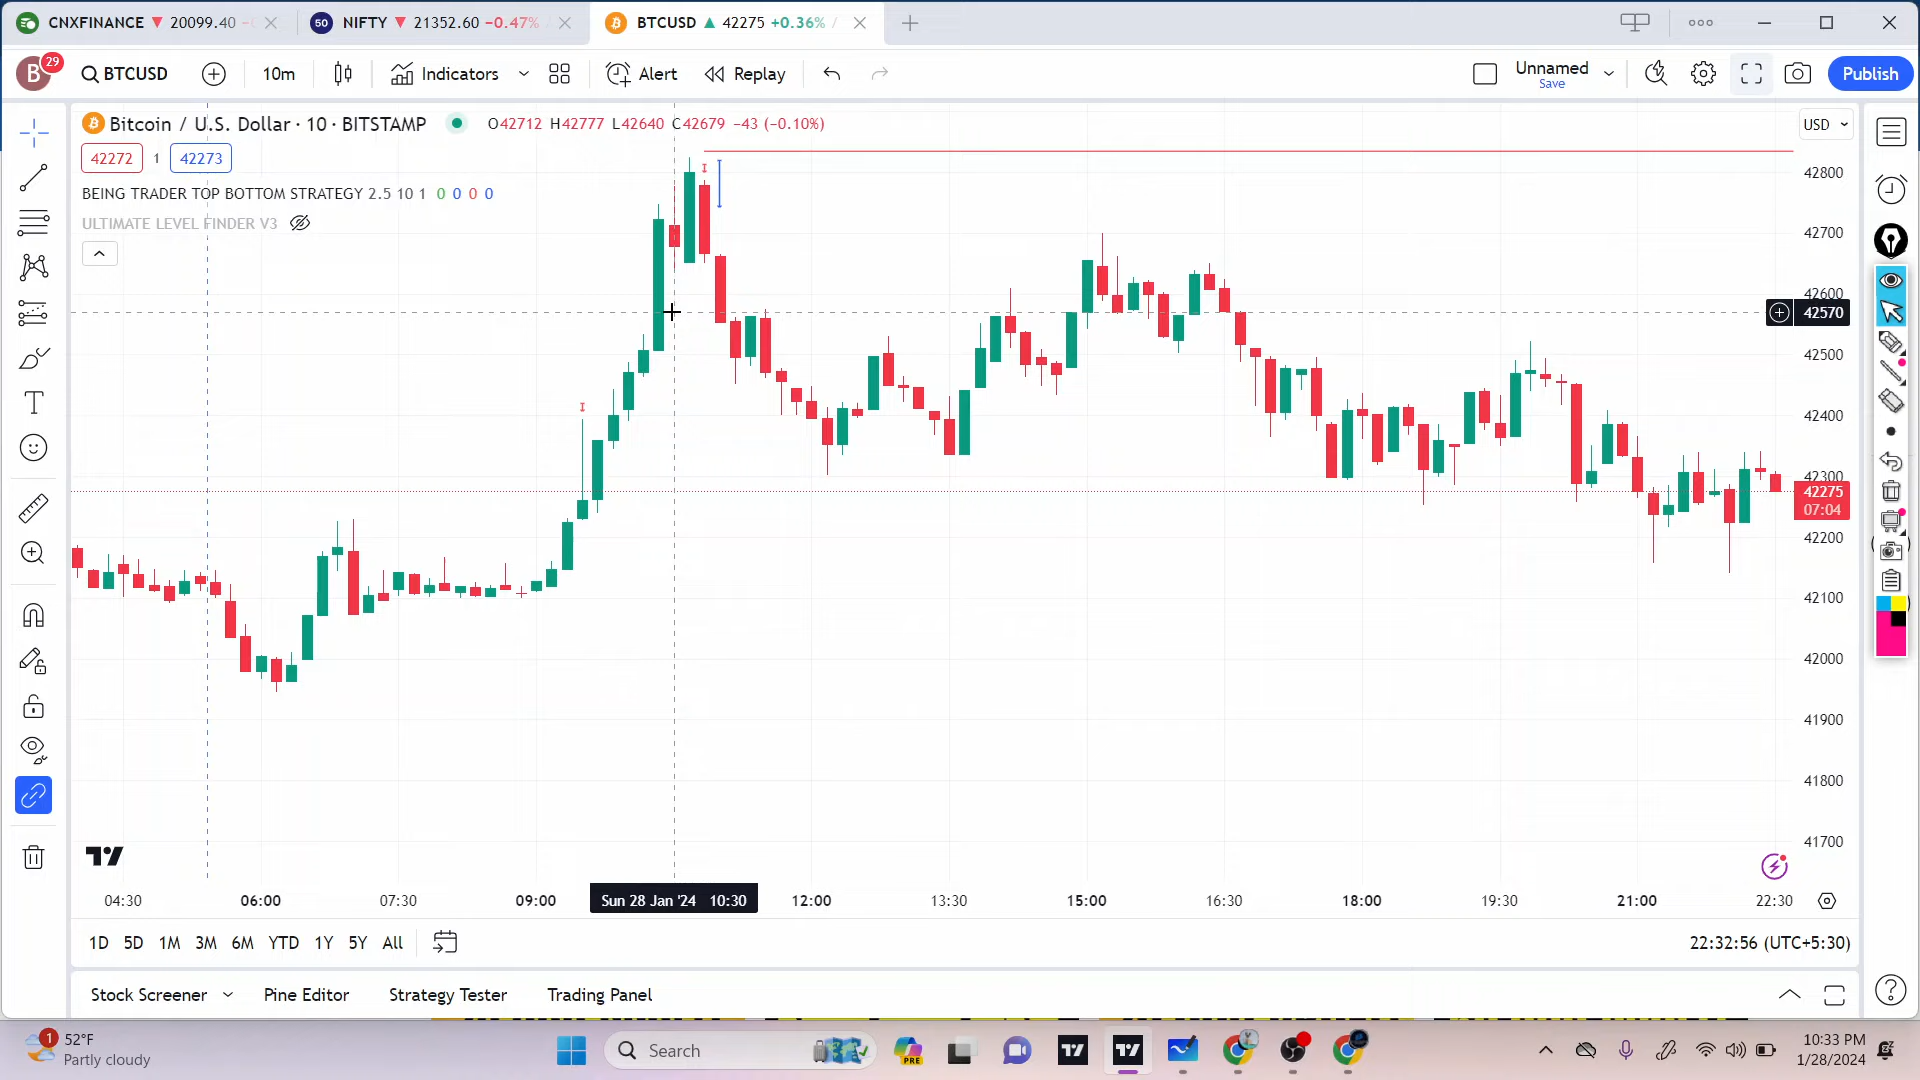 CNXFINANCE ▼ 20099.40 −
50 NIFTY ▼ 21352.60 −0.47%
BTCUSD ▲ 42275 +0.36% /
B 29 BTCUSD 10m Indicators Alert Replay Unnamed Save Publish
Bitcoin / U.S. Dollar · 10 · BITSTAMP O42712 H42777 L42640 C42679 −43 (−0.10%) USD
42272 1 42273
BEING TRADER TOP BOTTOM STRATEGY 2.5 10 1 0 0 0 0
ULTIMATE LEVEL FINDER V3
42800
42700
42600
42570
42500
42400
42300
42275
07:04
42200
42100
42000
41900
41800
41700
04:30 06:00 07:30 09:00 Sun 28 Jan '24 10:30 12:00 13:30 15:00 16:30 18:00 19:30 21:00 22:30
1D 5D 1M 3M 6M YTD 1Y 5Y All 22:32:56 (UTC+5:30)
Stock Screener Pine Editor Strategy Tester Trading Panel
1 52°F
Partly cloudy
Search
PRE
10:33 PM
1/28/2024